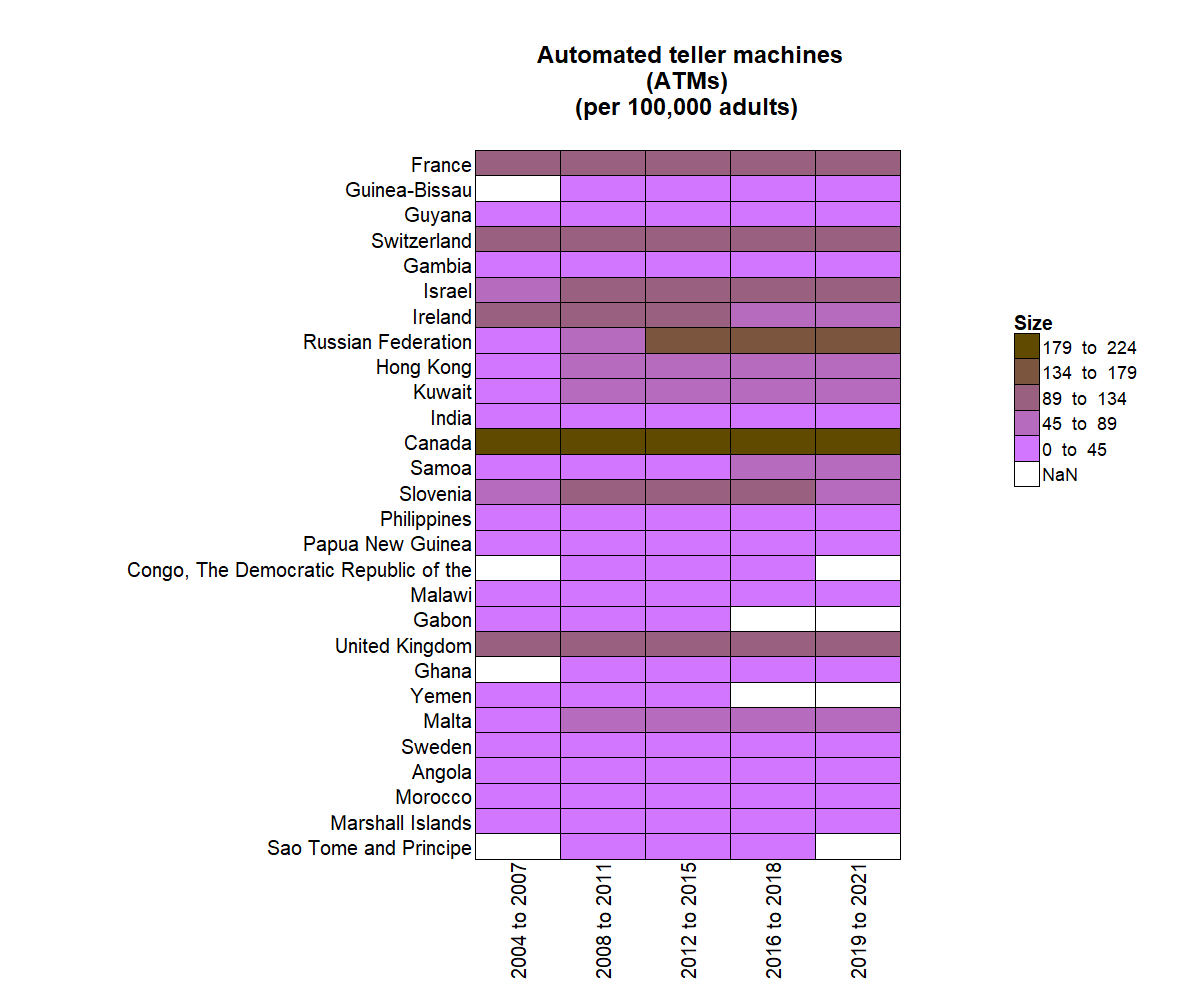 Automated teller machines
(ATMs)
(per 100,000 adults)
France
Guinea-Bissau
Guyana
Switzerland
Gambia
Israel
Ireland
Russian Federation
Hong Kong
Kuwait
India
Canada
Samoa
Slovenia
Philippines
Papua New Guinea
Congo, The Democratic Republic of the
Malawi
Gabon
United Kingdom
Ghana
Yemen
Malta
Sweden
Angola
Morocco
Marshall Islands
Sao Tome and Principe
2004 to 2007
2008 to 2011
2012 to 2015
2016 to 2018
2019 to 2021
Size
179 to 224
134 to 179
89 to 134
45 to 89
0 to 45
NaN